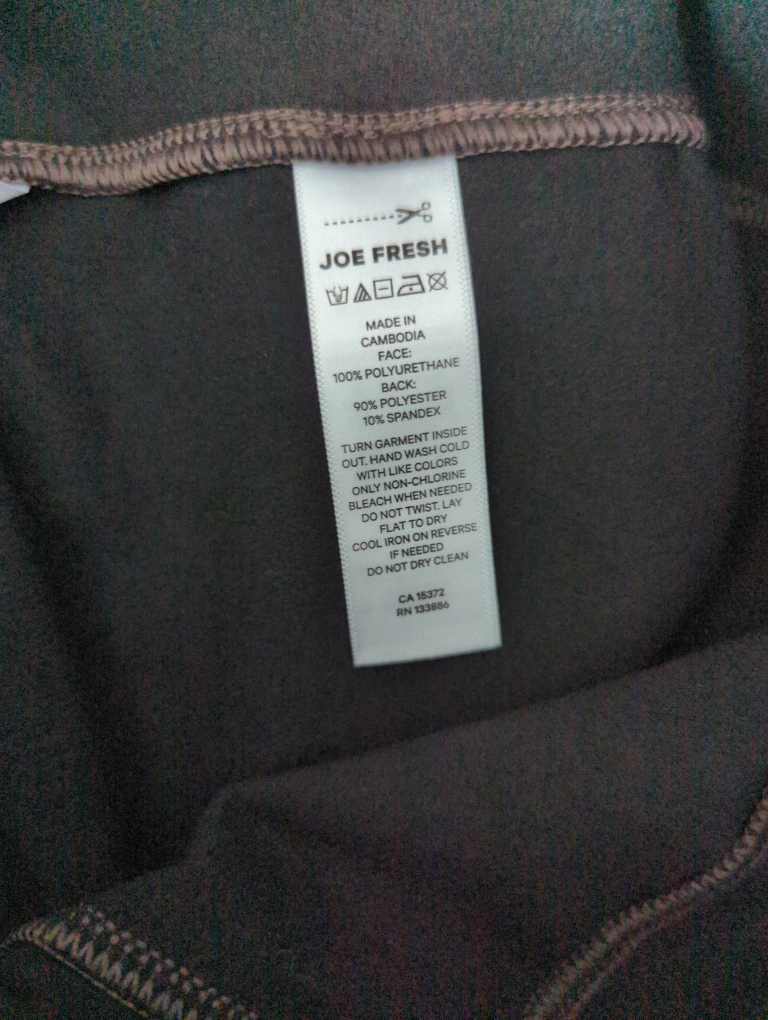 JOE FRESH
MADE IN
CAMBODIA
FACE:
100% POLYURETHANE
BACK:
90% POLYESTER
10% SPANDEX
TURN GARMENT INSIDE
OUT. HAND WASH COLD
WITH LIKE COLORS
ONLY NON-CHLORINE
BLEACH WHEN NEEDED
DO NOT TWIST. LAY
FLAT TO DRY
COOL IRON ON REVERSE
IF NEEDED
DO NOT DRY CLEAN
CA 15372
RN 133886